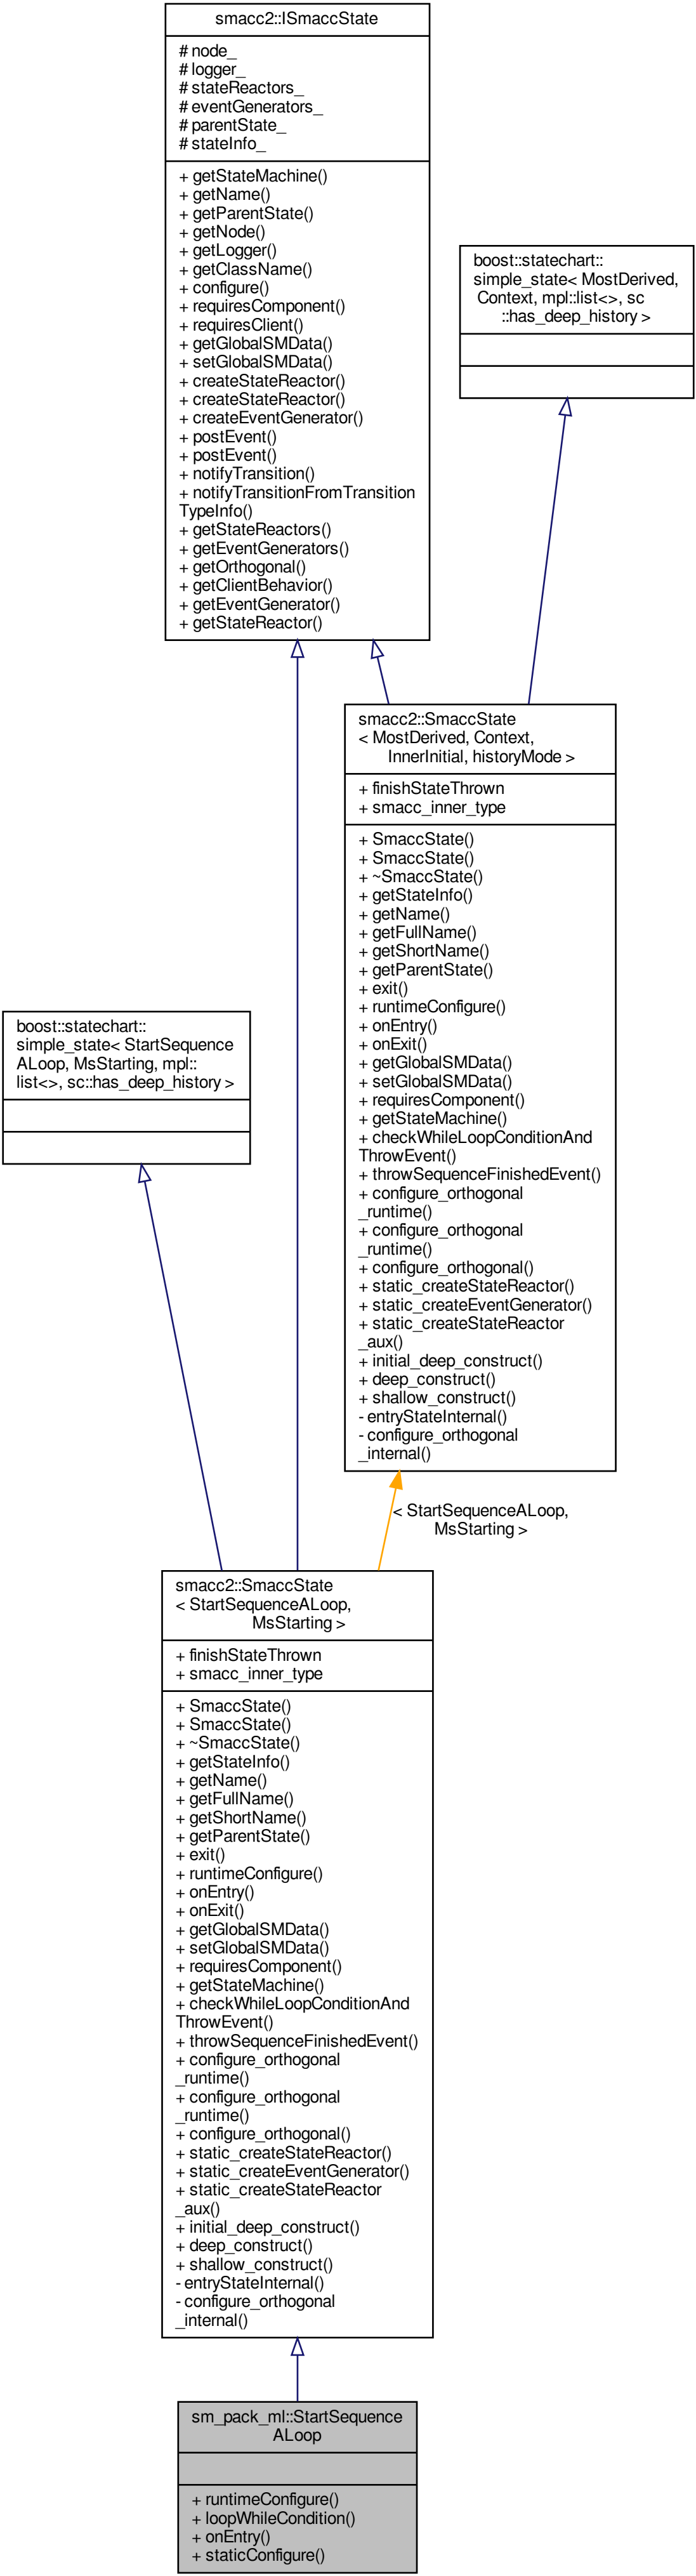 smacc2::ISmaccState
# node_
# logger_
# stateReactors_
# eventGenerators_
# parentState_
# stateInfo_
+ getStateMachine()
+ getName()
+ getParentState()
+ getNode()
+ getLogger()
+ getClassName()
+ configure()
+ requiresComponent()
+ requiresClient()
+ getGlobalSMData()
+ setGlobalSMData()
+ createStateReactor()
+ createStateReactor()
+ createEventGenerator()
+ postEvent()
+ postEvent()
+ notifyTransition()
+ notifyTransitionFromTransition
TypeInfo()
+ getStateReactors()
+ getEventGenerators()
+ getOrthogonal()
+ getClientBehavior()
+ getEventGenerator()
+ getStateReactor()
boost::statechart::
simple_state< MostDerived,
Context, mpl::list<>, sc
::has_deep_history >
smacc2::SmaccState
< MostDerived, Context,
InnerInitial, historyMode >
+ finishStateThrown
+ smacc_inner_type
+ SmaccState()
+ SmaccState()
+ ~SmaccState()
+ getStateInfo()
+ getName()
+ getFullName()
+ getShortName()
+ getParentState()
+ exit()
+ runtimeConfigure()
+ onEntry()
+ onExit()
+ getGlobalSMData()
+ setGlobalSMData()
+ requiresComponent()
+ getStateMachine()
+ checkWhileLoopConditionAnd
ThrowEvent()
+ throwSequenceFinishedEvent()
+ configure_orthogonal
_runtime()
+ configure_orthogonal
_runtime()
+ configure_orthogonal()
+ static_createStateReactor()
+ static_createEventGenerator()
+ static_createStateReactor
_aux()
+ initial_deep_construct()
+ deep_construct()
+ shallow_construct()
- entryStateInternal()
- configure_orthogonal
_internal()
boost::statechart::
simple_state< StartSequence
ALoop, MsStarting, mpl::
list<>, sc::has_deep_history >
< StartSequenceALoop,
MsStarting >
smacc2::SmaccState
< StartSequenceALoop,
MsStarting >
+ finishStateThrown
+ smacc_inner_type
+ SmaccState()
+ SmaccState()
+ ~SmaccState()
+ getStateInfo()
+ getName()
+ getFullName()
+ getShortName()
+ getParentState()
+ exit()
+ runtimeConfigure()
+ onEntry()
+ onExit()
+ getGlobalSMData()
+ setGlobalSMData()
+ requiresComponent()
+ getStateMachine()
+ checkWhileLoopConditionAnd
ThrowEvent()
+ throwSequenceFinishedEvent()
+ configure_orthogonal
_runtime()
+ configure_orthogonal
_runtime()
+ configure_orthogonal()
+ static_createStateReactor()
+ static_createEventGenerator()
+ static_createStateReactor
_aux()
+ initial_deep_construct()
+ deep_construct()
+ shallow_construct()
- entryStateInternal()
- configure_orthogonal
_internal()
sm_pack_ml::StartSequence
ALoop
+ runtimeConfigure()
+ loopWhileCondition()
+ onEntry()
+ staticConfigure()